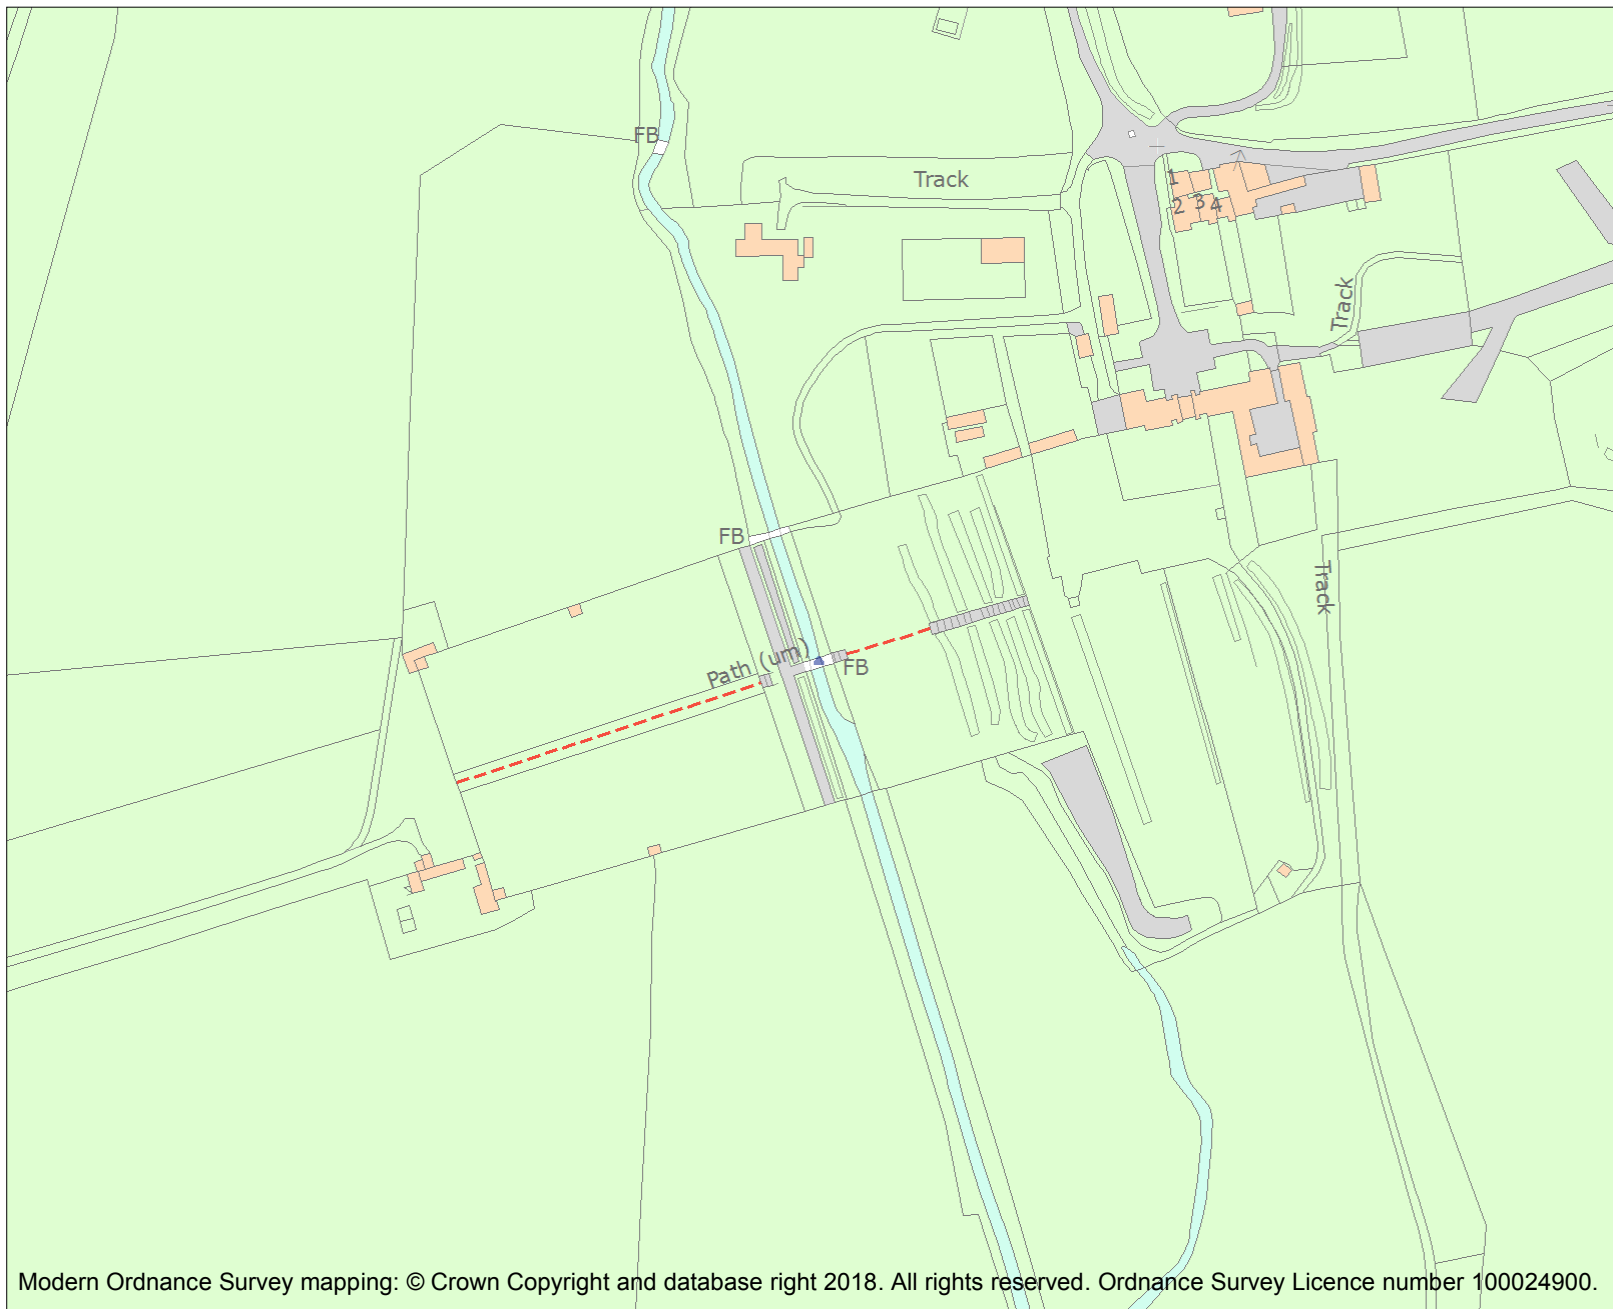 FB
Track
1
2 3 4
Track
FB
Track
Path (um)
FB
Modern Ordnance Survey mapping: © Crown Copyright and database right 2018. All rights reserved. Ordnance Survey Licence number 100024900.